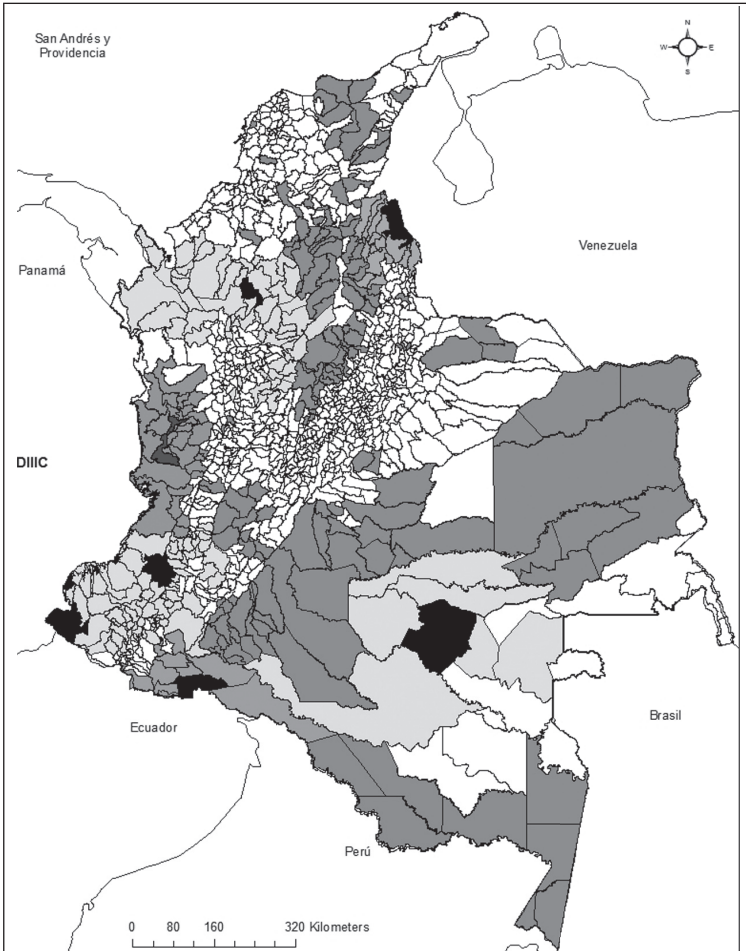 San Andrés y
Providencia
N
W E
S
Venezuela
Panamá
DIIIC
Ecuador
Brasil
Perú
0 80 160 320 Kilometers